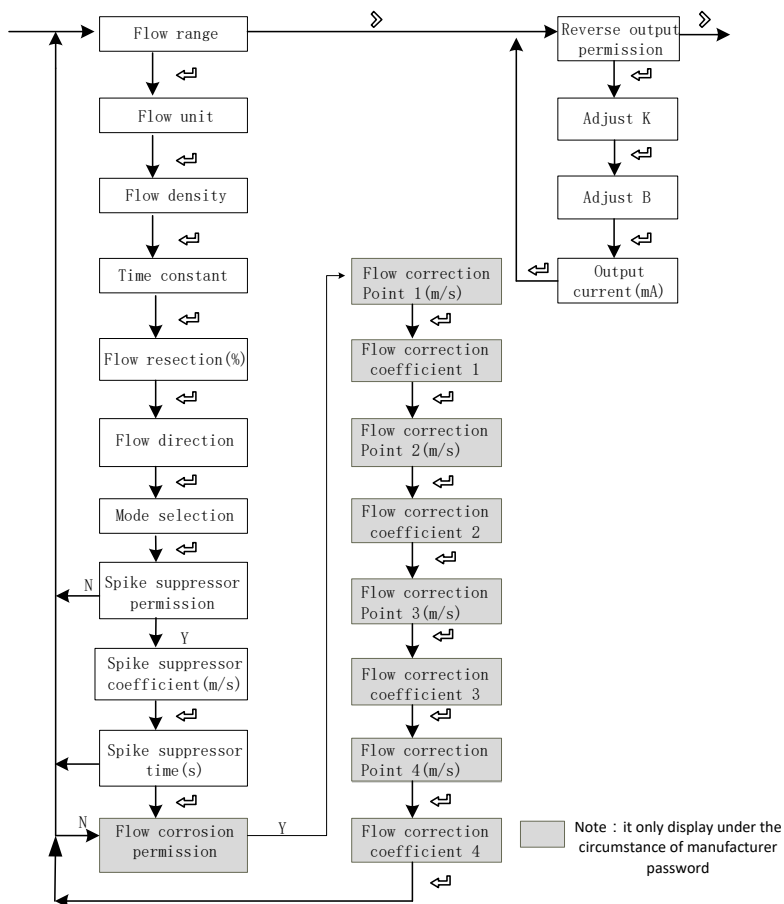 Flow range
Flow unit
Flow density
Time constant
Flow resection(%)
Flow direction
Mode selection
N
Spike suppressor
permission
Y
Spike suppressor
coefficient(m/s)
Spike suppressor
time(s)
N
Flow corrosion
permission
Y
Flow correction
Point 1(m/s)
Flow correction
coefficient 1
Flow correction
Point 2(m/s)
Flow correction
coefficient 2
Flow correction
Point 3(m/s)
Flow correction
coefficient 3
Flow correction
Point 4(m/s)
Flow correction
coefficient 4
Reverse output
permission
Adjust K
Adjust B
Output
current(mA)
Note：it only display under the
circumstance of manufacturer
password